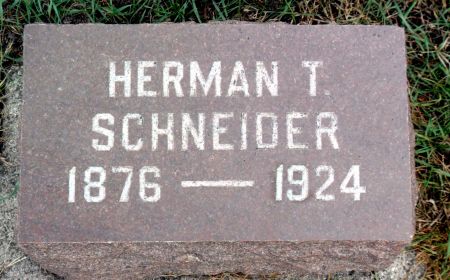 HERMAN T.
SCHNEIDER
1876 — 1924